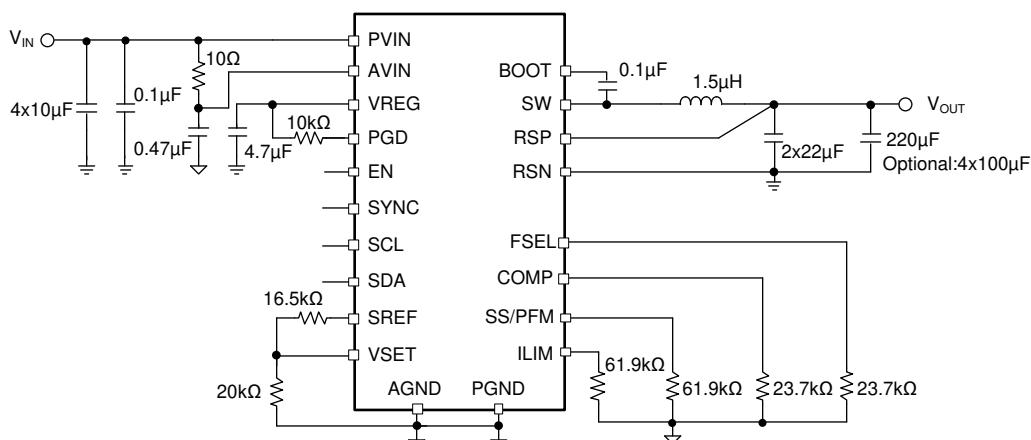 VIN
PVIN
10Ω
AVIN
BOOT
0.1µF
0.1µF
4x10µF
VREG
SW
1.5µH
VOUT
10kΩ
PGD
RSP
0.47µF
4.7µF
2x22µF
220µF
EN
RSN
Optional:4x100µF
SYNC
SCL
FSEL
SDA
COMP
16.5kΩ
SREF
SS/PFM
VSET
ILIM
61.9kΩ
20kΩ
AGND
PGND
61.9kΩ
23.7kΩ
23.7kΩ